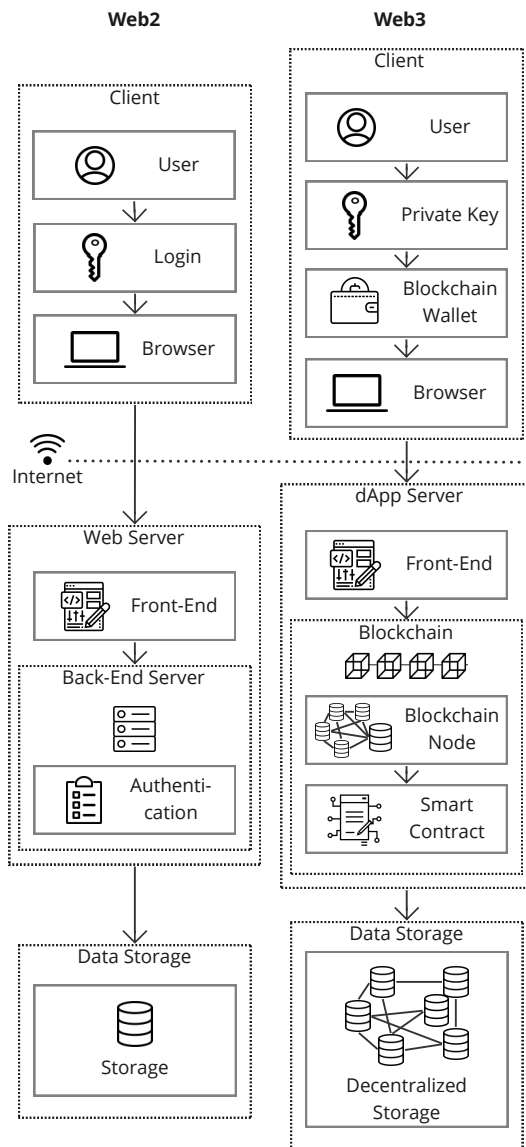 Web2
Client
User
Login
Browser
Internet
Web Server
Front-End
Back-End Server
Authenti-
cation
Data Storage
Storage
Web3
Client
User
Private Key
Blockchain
Wallet
Browser
dApp Server
Front-End
Blockchain
Blockchain
Node
Smart
Contract
Data Storage
Decentralized
Storage